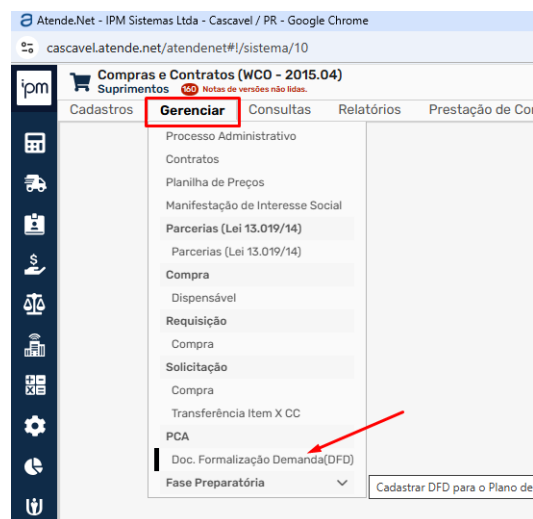 Atende.Net - IPM Sistemas Ltda - Cascavel / PR - Google Chrome
cascavel.atende.net/atendenet#!/sistema/10
ipm
Compras e Contratos (WCO - 2015.04)
Suprimentos 160 Notas de versões não lidas.
Cadastros Gerenciar Consultas Relatórios Prestação de Con
Processo Administrativo
Contratos
Planilha de Preços
Manifestação de Interesse Social
Parcerias (Lei 13.019/14)
Parcerias (Lei 13.019/14)
Compra
Dispensável
Requisição
Compra
Solicitação
Compra
Transferência Item X CC
PCA
Doc. Formalização Demanda(DFD)
Fase Preparatória
Cadastrar DFD para o Plano de